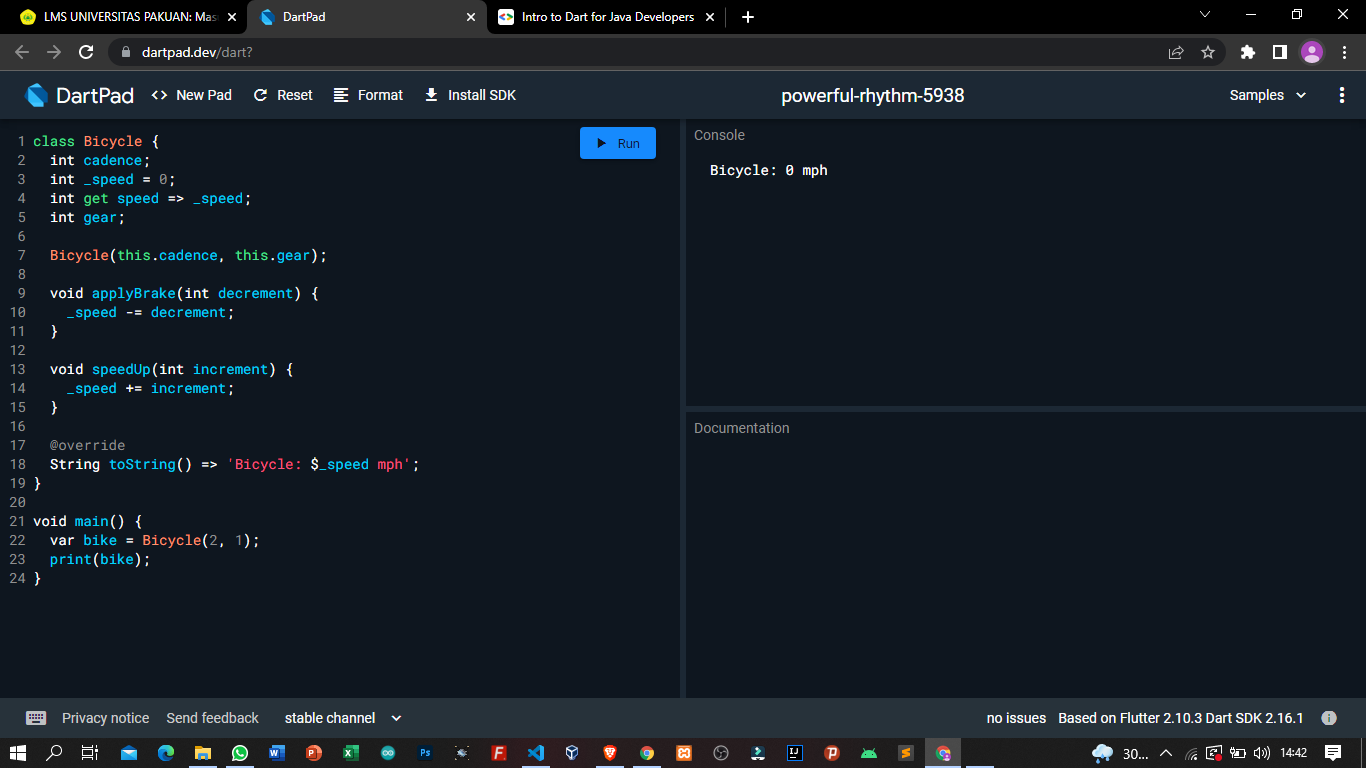 LMS UNIVERSITAS PAKUAN: Mas
DartPad
Intro to Dart for Java Developers
dartpad.dev/dart?
DartPad
<> New Pad
Reset
Format
Install SDK
powerful-rhythm-5938
Samples
1 class Bicycle {
2   int cadence;
3   int _speed = 0;
4   int get speed => _speed;
5   int gear;
6
7   Bicycle(this.cadence, this.gear);
8
9   void applyBrake(int decrement) {
10     _speed -= decrement;
11   }
12
13   void speedUp(int increment) {
14     _speed += increment;
15   }
16
17   @override
18   String toString() => 'Bicycle: $_speed mph';
19 }
20
21 void main() {
22   var bike = Bicycle(2, 1);
23   print(bike);
24 }
Run
Console
Bicycle: 0 mph
Documentation
Privacy notice
Send feedback
stable channel
no issues
Based on Flutter 2.10.3 Dart SDK 2.16.1
30...
14:42